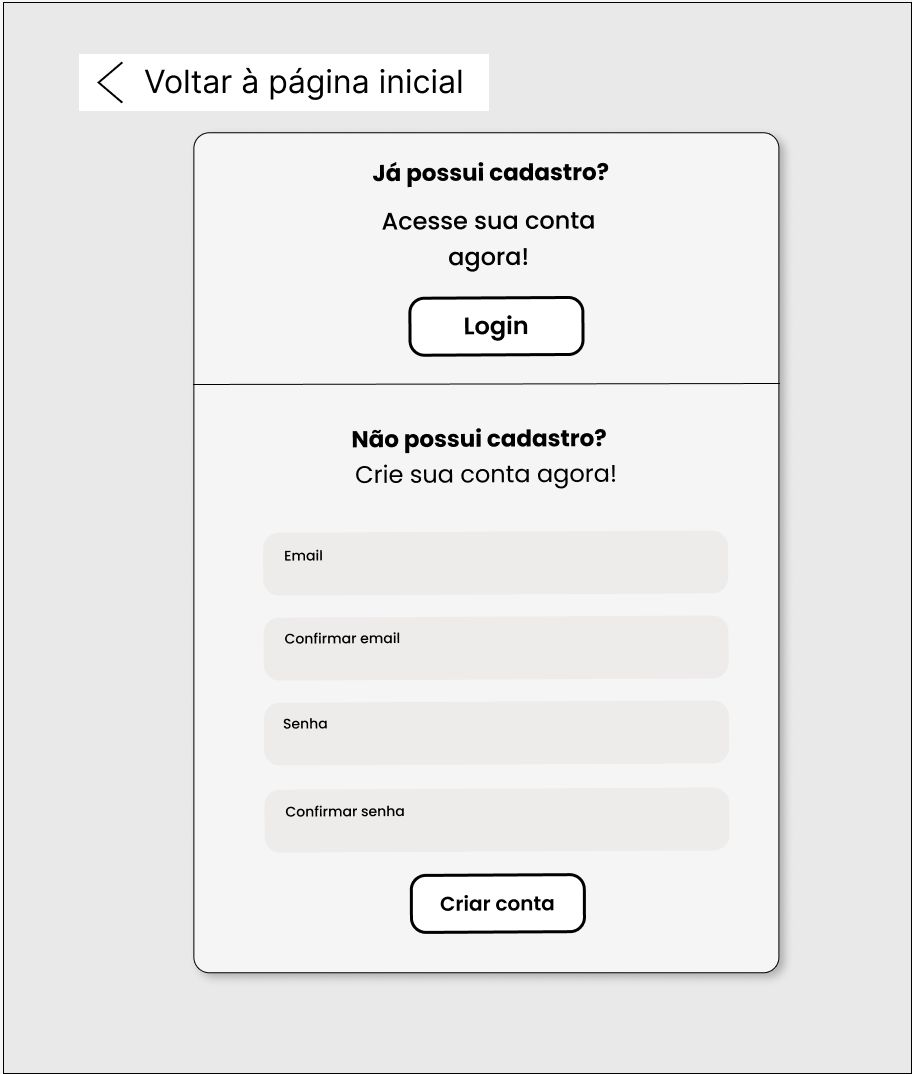 Voltar à página inicial
Já possui cadastro?
Acesse sua conta
agora!
Login
Não possui cadastro?
Crie sua conta agora!
Email
Confirmar email
Senha
Confirmar senha
Criar conta